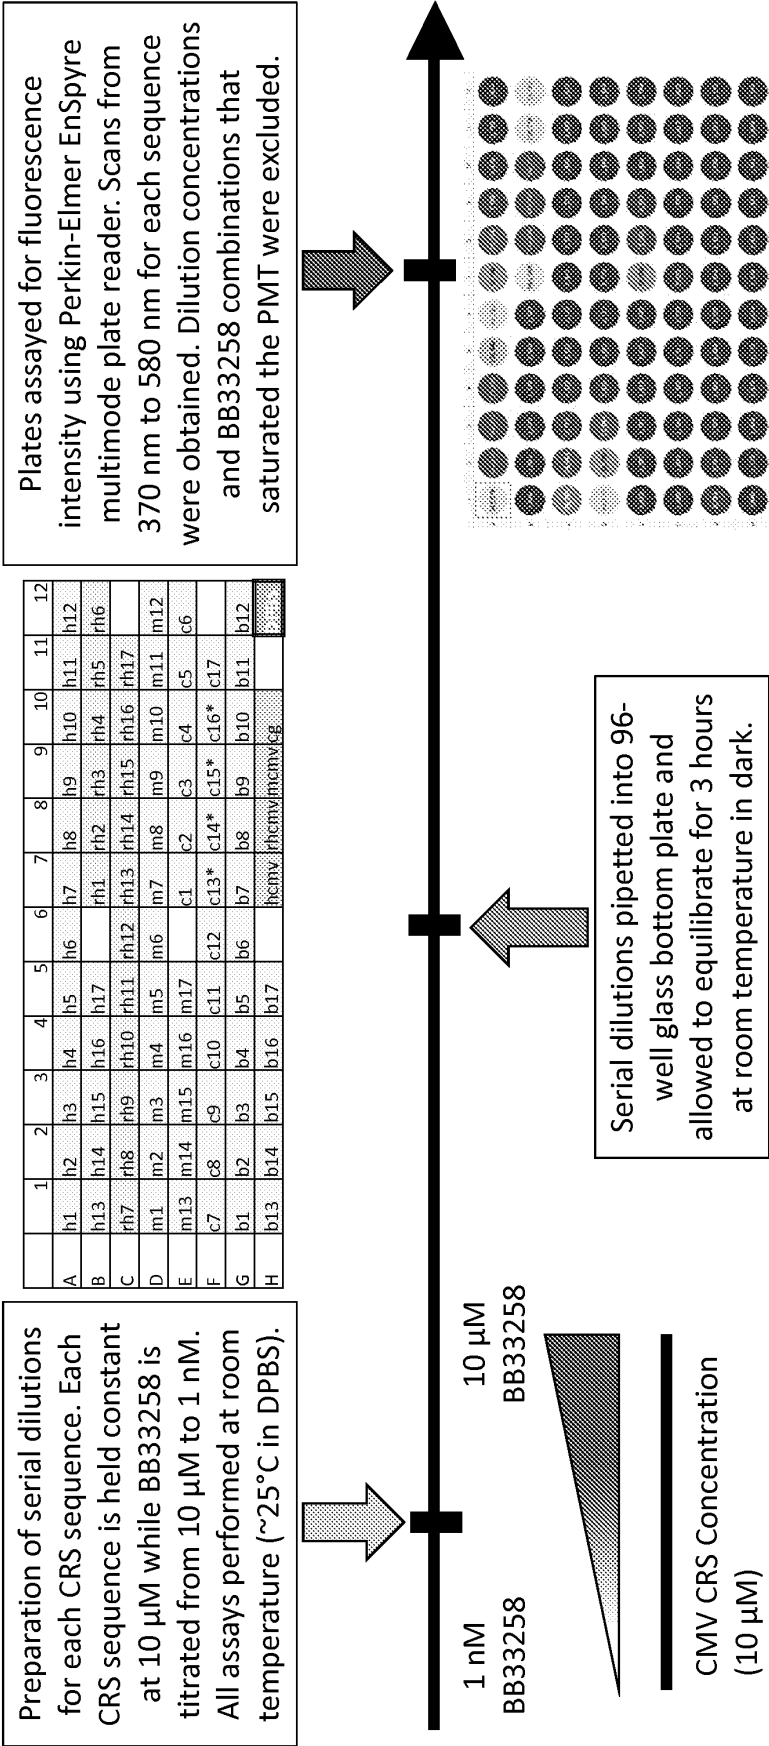 Preparation of serial dilutions
for each CRS sequence. Each
CRS sequence is held constant
at 10 µM while BB33258 is
titrated from 10 µM to 1 nM.
All assays performed at room
temperature (~25°C in DPBS).
1 2 3 4 5 6 7 8 9 10 11 12
A h1 h2 h3 h4 h5 h6 h7 h8 h9 h10 h11 h12
B h13 h14 h15 h16 h17 rh1 rh2 rh3 rh4 rh5 rh6
C rh7 rh8 rh9 rh10 rh11 rh12 rh13 rh14 rh15 rh16 rh17
D m1 m2 m3 m4 m5 m6 m7 m8 m9 m10 m11 m12
E m13 m14 m15 m16 m17 c1 c2 c3 c4 c5 c6
F c7 c8 c9 c10 c11 c12 c13* c14* c15* c16* c17
G b1 b2 b3 b4 b5 b6 b7 b8 b9 b10 b11 b12
H b13 b14 b15 b16 b17 hcmv rhcmv mcmv cg
Plates assayed for fluorescence
intensity using Perkin-Elmer EnSpyre
multimode plate reader. Scans from
370 nm to 580 nm for each sequence
were obtained. Dilution concentrations
and BB33258 combinations that
saturated the PMT were excluded.
1 nM
BB33258
10 µM
BB33258
CMV CRS Concentration
(10 µM)
Serial dilutions pipetted into 96-
well glass bottom plate and
allowed to equilibrate for 3 hours
at room temperature in dark.